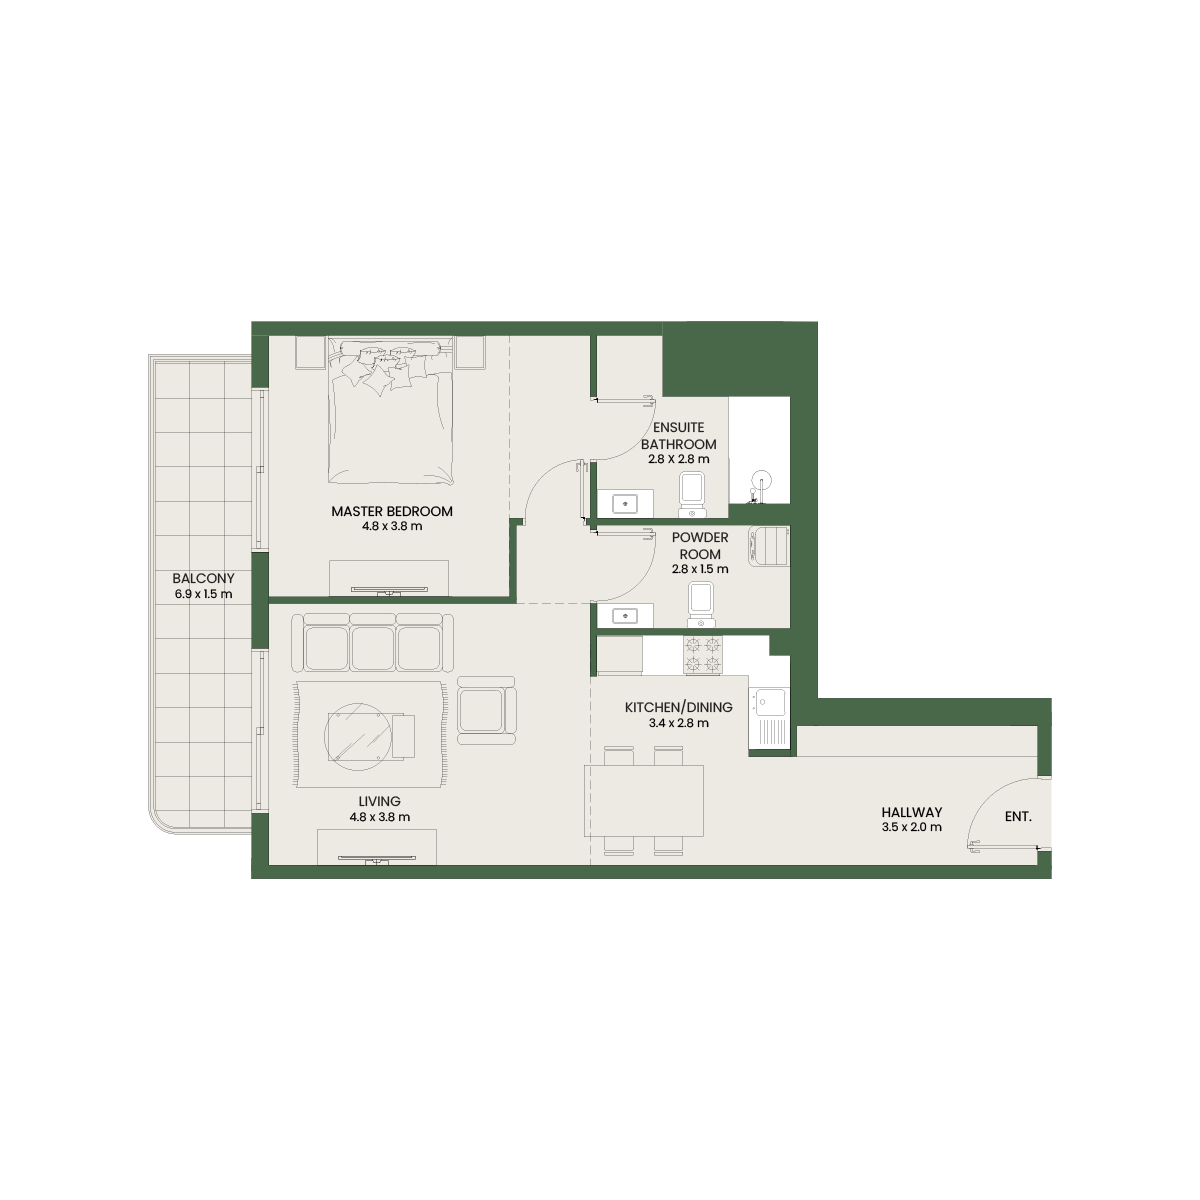 ENSUITE
BATHROOM
2.8 X 2.8 m
MASTER BEDROOM
4.8 x 3.8 m
POWDER
ROOM
2.8 x 1.5 m
BALCONY
6.9 x 1.5 m
KITCHEN/DINING
3.4 x 2.8 m
LIVING
4.8 x 3.8 m
HALLWAY
3.5 x 2.0 m
ENT.